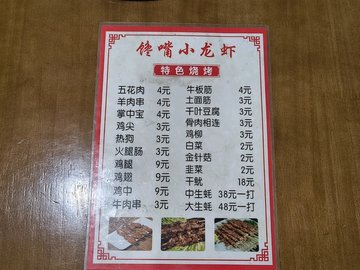 馋嘴小龙虾
特色烧烤
五花肉 4元
羊肉串 4元
掌中宝 4元
鸡尖 3元
热狗 3元
火腿肠 3元
鸡腿 9元
鸡翅 9元
鸡中 9元
牛肉串 3元
牛板筋 4元
土面筋 3元
干叶豆腐 3元
骨肉相连 3元
鸡柳 3元
白菜 2元
金针菇 2元
韭菜 2元
干鱿 18元
中生蚝 38元一打
大生蚝 48元一打